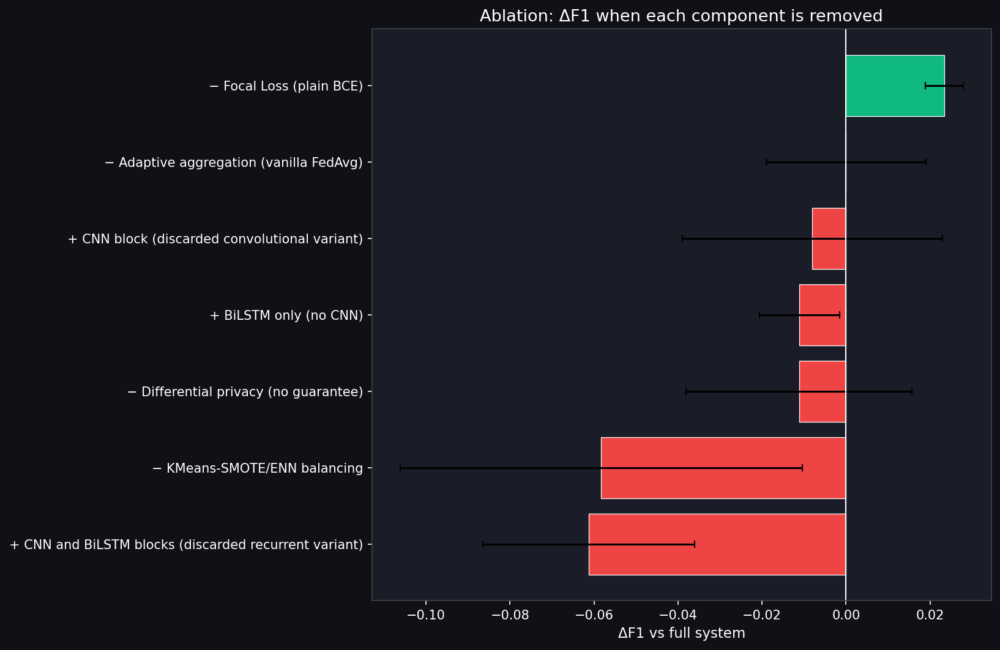 Ablation: ΔF1 when each component is removed
− Focal Loss (plain BCE)
− Adaptive aggregation (vanilla FedAvg)
+ CNN block (discarded convolutional variant)
+ BiLSTM only (no CNN)
− Differential privacy (no guarantee)
− KMeans-SMOTE/ENN balancing
+ CNN and BiLSTM blocks (discarded recurrent variant)
−0.10 −0.08 −0.06 −0.04 −0.02 0.00 0.02
ΔF1 vs full system